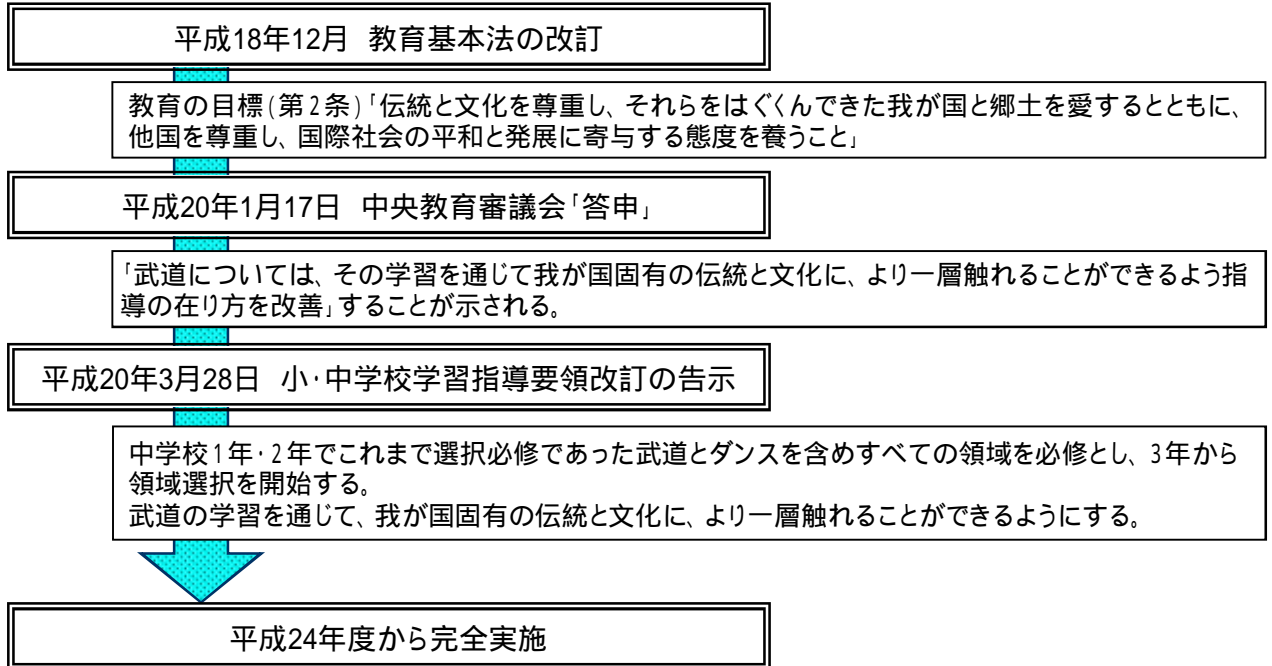 平成18年12月 教育基本法の改訂
教育の目標(第2条)「伝統と文化を尊重し、それらをはぐくんできた我が国と郷土を愛するとともに、
他国を尊重し、国際社会の平和と発展に寄与する態度を養うこと」
平成20年1月17日 中央教育審議会「答申」
「武道については、その学習を通じて我が国固有の伝統と文化に、より一層触れることができるよう指
導の在り方を改善」することが示される。
平成20年3月28日 小・中学校学習指導要領改訂の告示
中学校1年・2年でこれまで選択必修であった武道とダンスを含めすべての領域を必修とし、3年から
領域選択を開始する。
武道の学習を通じて、我が国固有の伝統と文化に、より一層触れることができるようにする。
平成24年度から完全実施